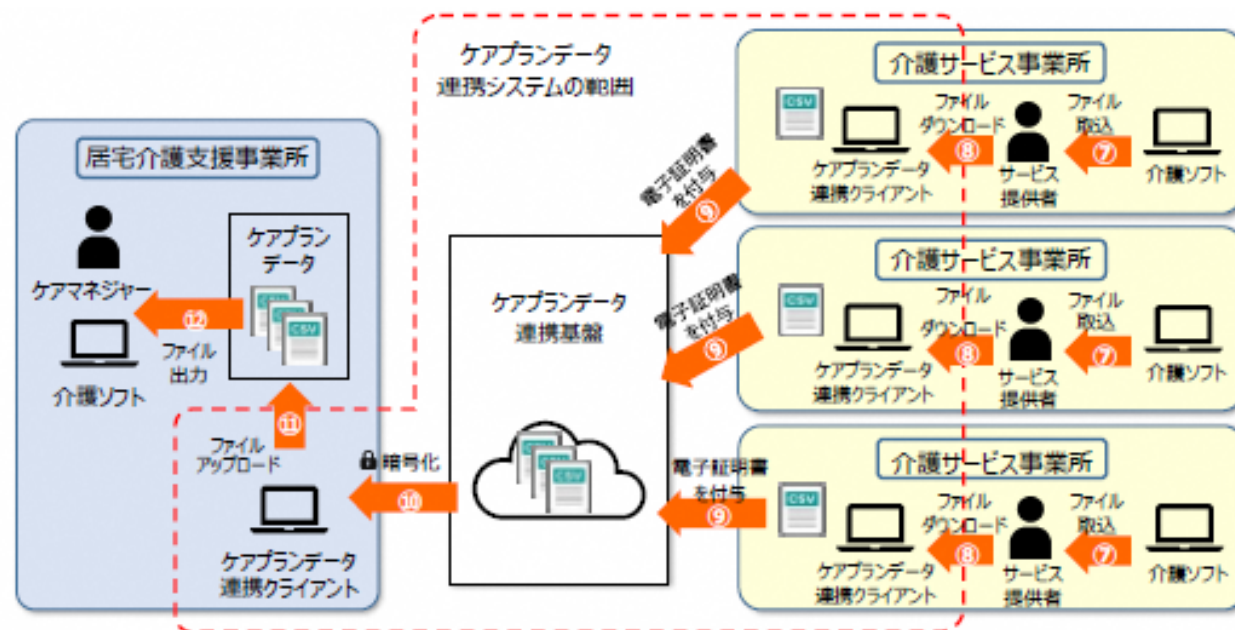 ケアプランデータ
連携システムの範囲
居宅介護支援事業所
ケアマネジャー
介護ソフト
ケアプラン
データ
CSV
⑫
ファイル
出力
⑪
ファイル
アップロード
ケアプランデータ
連携クライアント
暗号化
⑩
ケアプランデータ
連携基盤
CSV
電子証明書
を付与
⑨
電子証明書
を付与
⑨
電子証明書
を付与
⑨
介護サービス事業所
CSV
ケアプランデータ
連携クライアント
ファイル
ダウンロード
⑧
サービス
提供者
ファイル
取込
⑦
介護ソフト
介護サービス事業所
CSV
ケアプランデータ
連携クライアント
ファイル
ダウンロード
⑧
サービス
提供者
ファイル
取込
⑦
介護ソフト
介護サービス事業所
CSV
ケアプランデータ
連携クライアント
ファイル
ダウンロード
⑧
サービス
提供者
ファイル
取込
⑦
介護ソフト